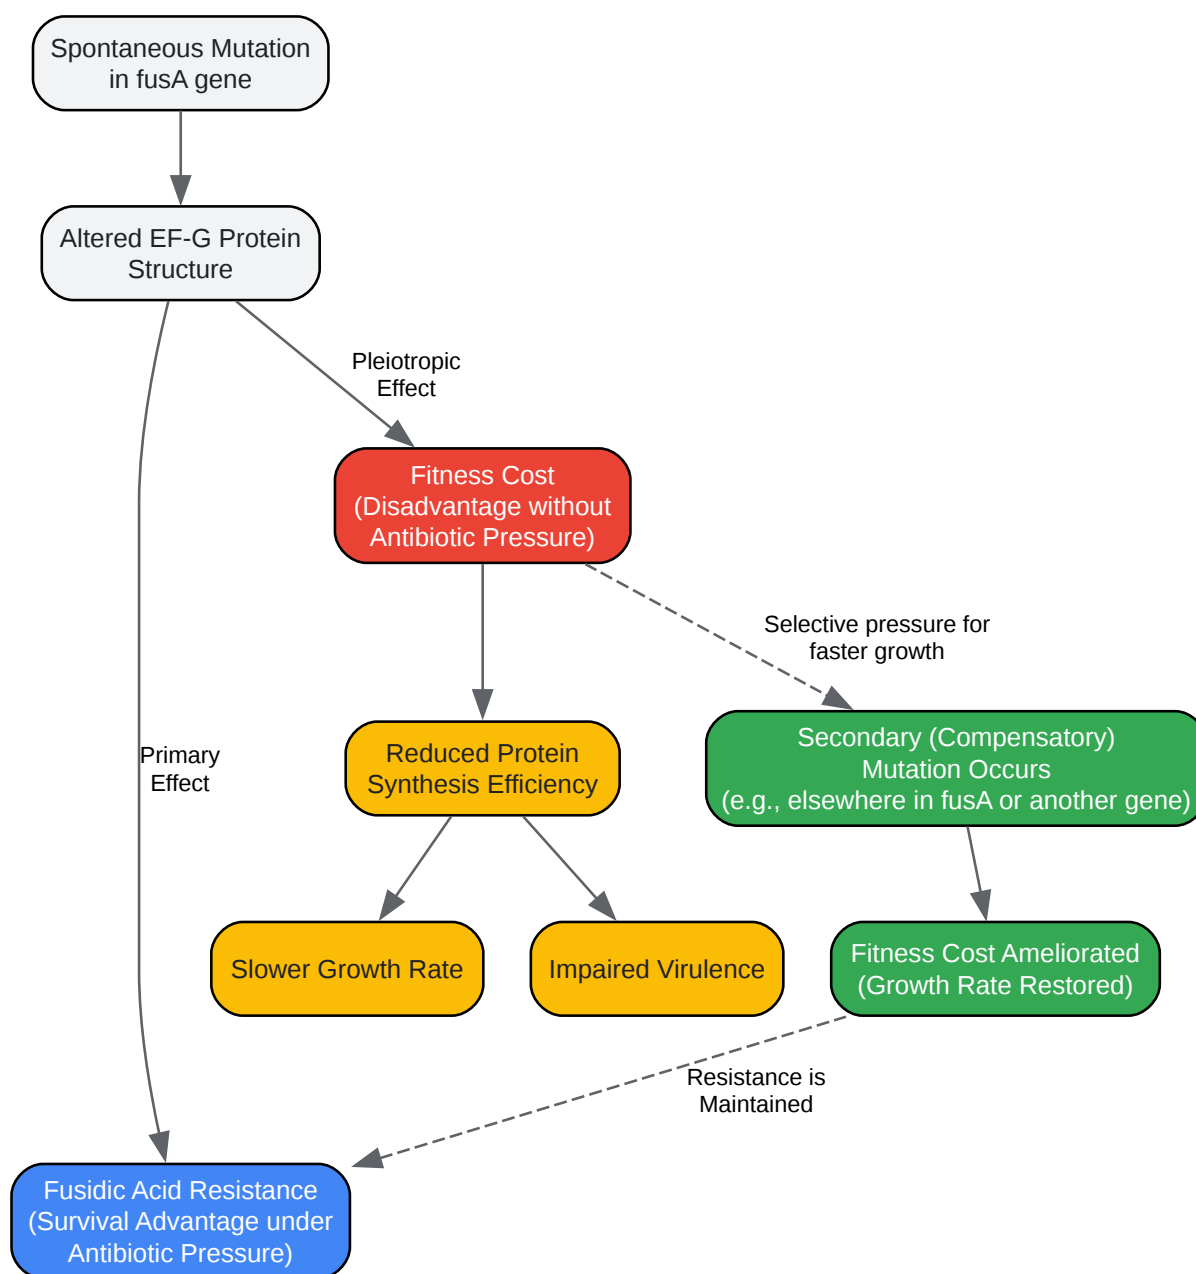 Spontaneous Mutation
in fusA gene
Altered EF-G Protein
Structure
Pleiotropic
Effect
Fitness Cost
(Disadvantage without
Antibiotic Pressure)
Selective pressure for
faster growth
Primary
Effect
Reduced Protein
Synthesis Efficiency
Secondary (Compensatory)
Mutation Occurs
(e.g., elsewhere in fusA or another gene)
Slower Growth Rate
Impaired Virulence
Fitness Cost Ameliorated
(Growth Rate Restored)
Resistance is
Maintained
Fusidic Acid Resistance
(Survival Advantage under
Antibiotic Pressure)